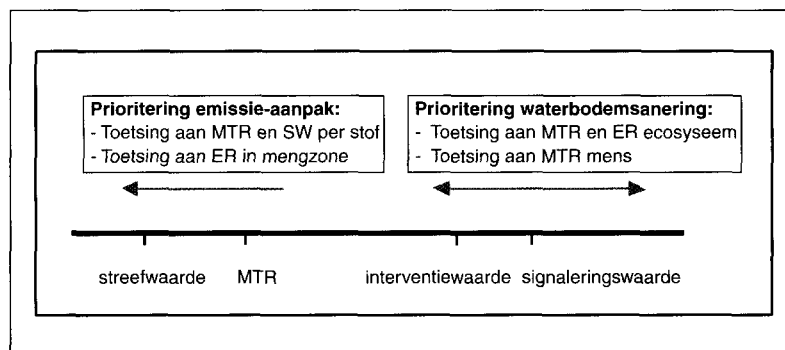 Prioritering emissie-aanpak:
- Toetsing aan MTR en SW per stof
- Toetsing aan ER in mengzone
Prioritering waterbodemsanering:
- Toetsing aan MTR en ER ecosyseem
- Toetsing aan MTR mens
streefwaarde MTR interventiewaarde signaleringswaarde